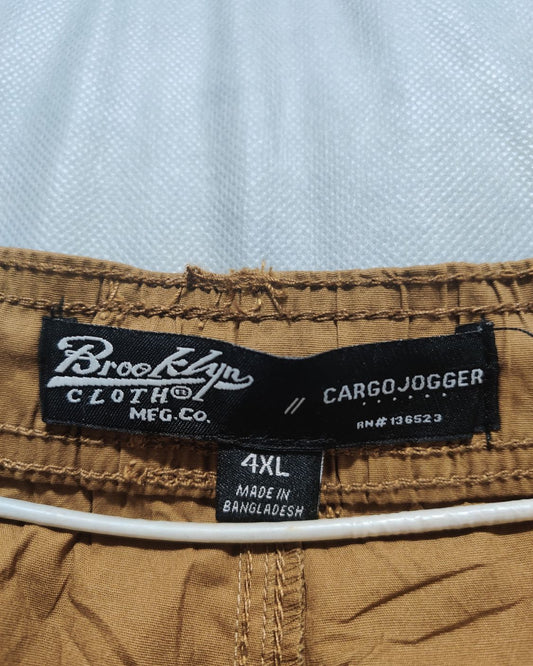 Brooklyn
CLOTH
MFG.CO.
// CARGOJOGGER
RN# 136523
4XL
MADE IN
BANGLADESH